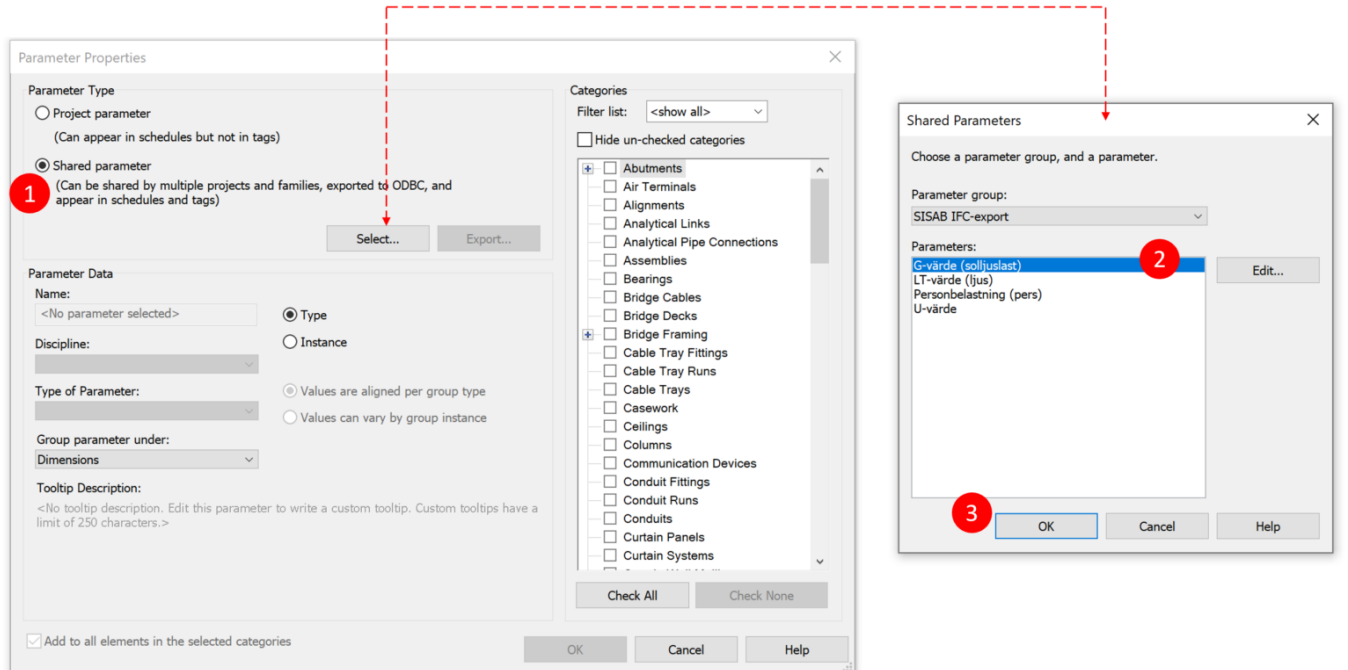 Parameter Properties
Parameter Type
Project parameter
(Can appear in schedules but not in tags)
Shared parameter
1
(Can be shared by multiple projects and families, exported to ODBC, and
appear in schedules and tags)
Select...
Export...
Parameter Data
Name:
<No parameter selected>
Type
Instance
Discipline:
Type of Parameter:
Values are aligned per group type
Values can vary by group instance
Group parameter under:
Dimensions
Tooltip Description:
<No tooltip description. Edit this parameter to write a custom tooltip. Custom tooltips have a
limit of 250 characters.>
Categories
Filter list:
<show all>
Hide un-checked categories
Abutments
Air Terminals
Alignments
Analytical Links
Analytical Pipe Connections
Assemblies
Bearings
Bridge Cables
Bridge Decks
Bridge Framing
Cable Tray Fittings
Cable Tray Runs
Cable Trays
Casework
Ceilings
Columns
Communication Devices
Conduit Fittings
Conduit Runs
Conduits
Curtain Panels
Curtain Systems
Check All
Check None
Add to all elements in the selected categories
OK
Cancel
Help
Shared Parameters
Choose a parameter group, and a parameter.
Parameter group:
SISAB IFC-export
Parameters:
G-värde (solljuslast)
2
LT-värde (ljus)
Personbelastning (pers)
U-värde
Edit...
3
OK
Cancel
Help